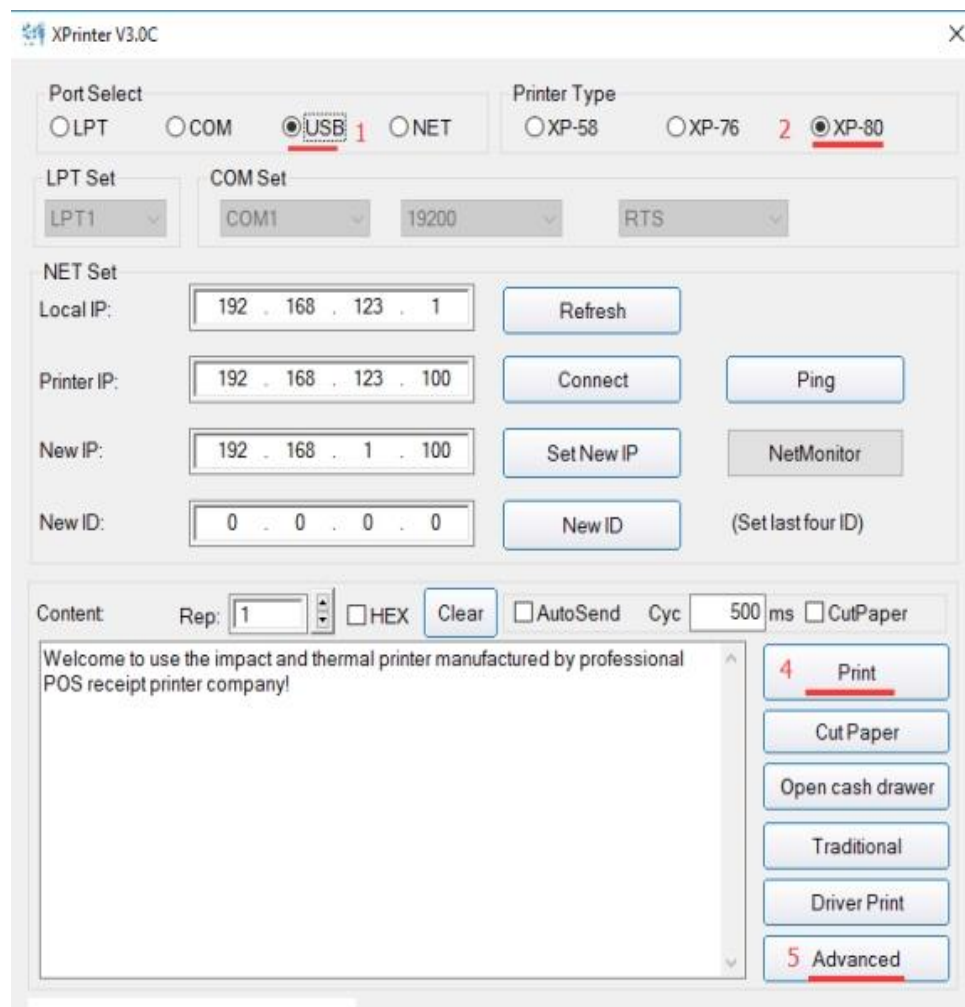 XPrinter V3.0C
Port Select
LPT COM USB 1 NET
Printer Type
XP-58 XP-76 2 XP-80
LPT Set
LPT1
COM Set
COM1 19200 RTS
NET Set
Local IP: 192 . 168 . 123 . 1 Refresh
Printer IP: 192 . 168 . 123 . 100 Connect Ping
New IP: 192 . 168 . 1 . 100 Set New IP NetMonitor
New ID: 0 . 0 . 0 . 0 New ID (Set last four ID)
Content: Rep: 1 HEX Clear AutoSend Cyc 500 ms CutPaper
Welcome to use the impact and thermal printer manufactured by professional
POS receipt printer company!
4 Print
Cut Paper
Open cash drawer
Traditional
Driver Print
5 Advanced